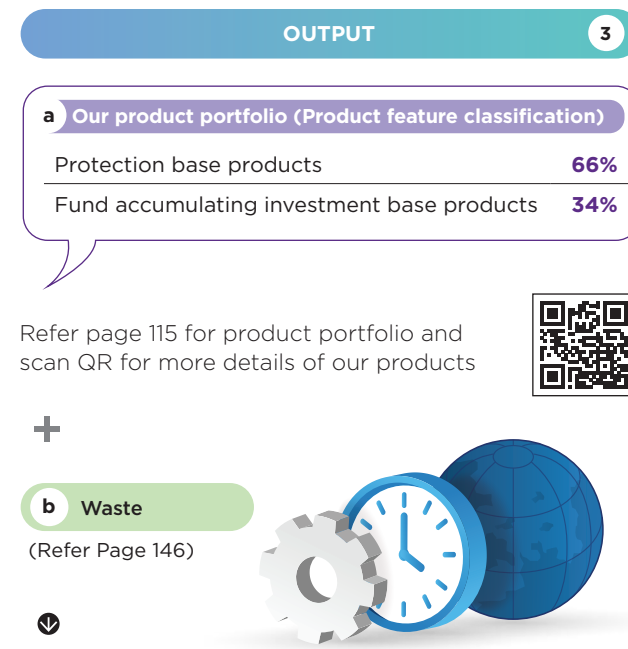 OUTPUT 3
a Our product portfolio (Product feature classification)
Protection base products 66%
Fund accumulating investment base products 34%
Refer page 115 for product portfolio and
scan QR for more details of our products
+
b Waste
(Refer Page 146)